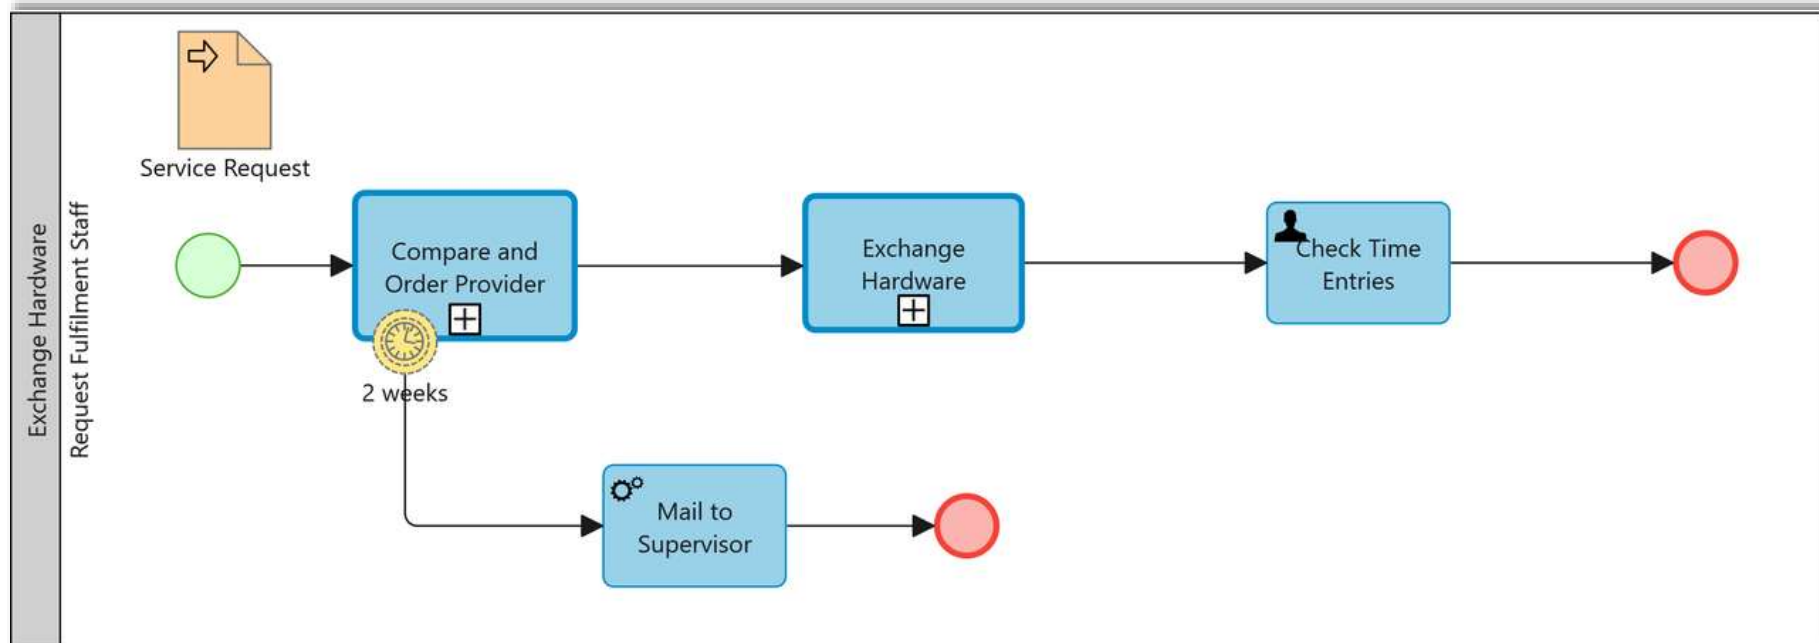 Exchange Hardware
Request Fulfilment Staff
Service Request
Compare and
Order Provider
2 weeks
Exchange
Hardware
Check Time
Entries
Mail to
Supervisor